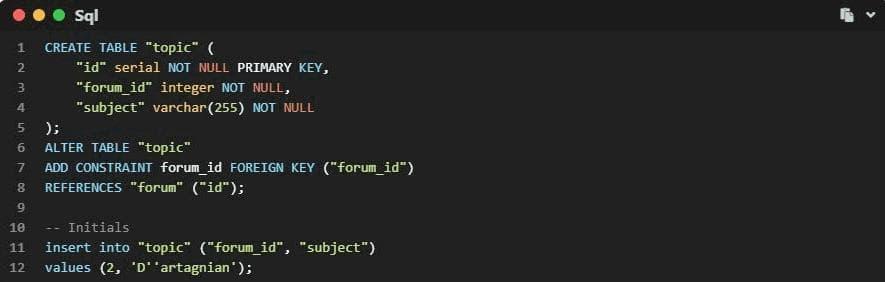 Sql
1 CREATE TABLE "topic" (
2     "id" serial NOT NULL PRIMARY KEY,
3     "forum_id" integer NOT NULL,
4     "subject" varchar(255) NOT NULL
5 );
6 ALTER TABLE "topic"
7 ADD CONSTRAINT forum_id FOREIGN KEY ("forum_id")
8 REFERENCES "forum" ("id");
9
10 -- Initials
11 insert into "topic" ("forum_id", "subject")
12 values (2, 'D''artagnian');